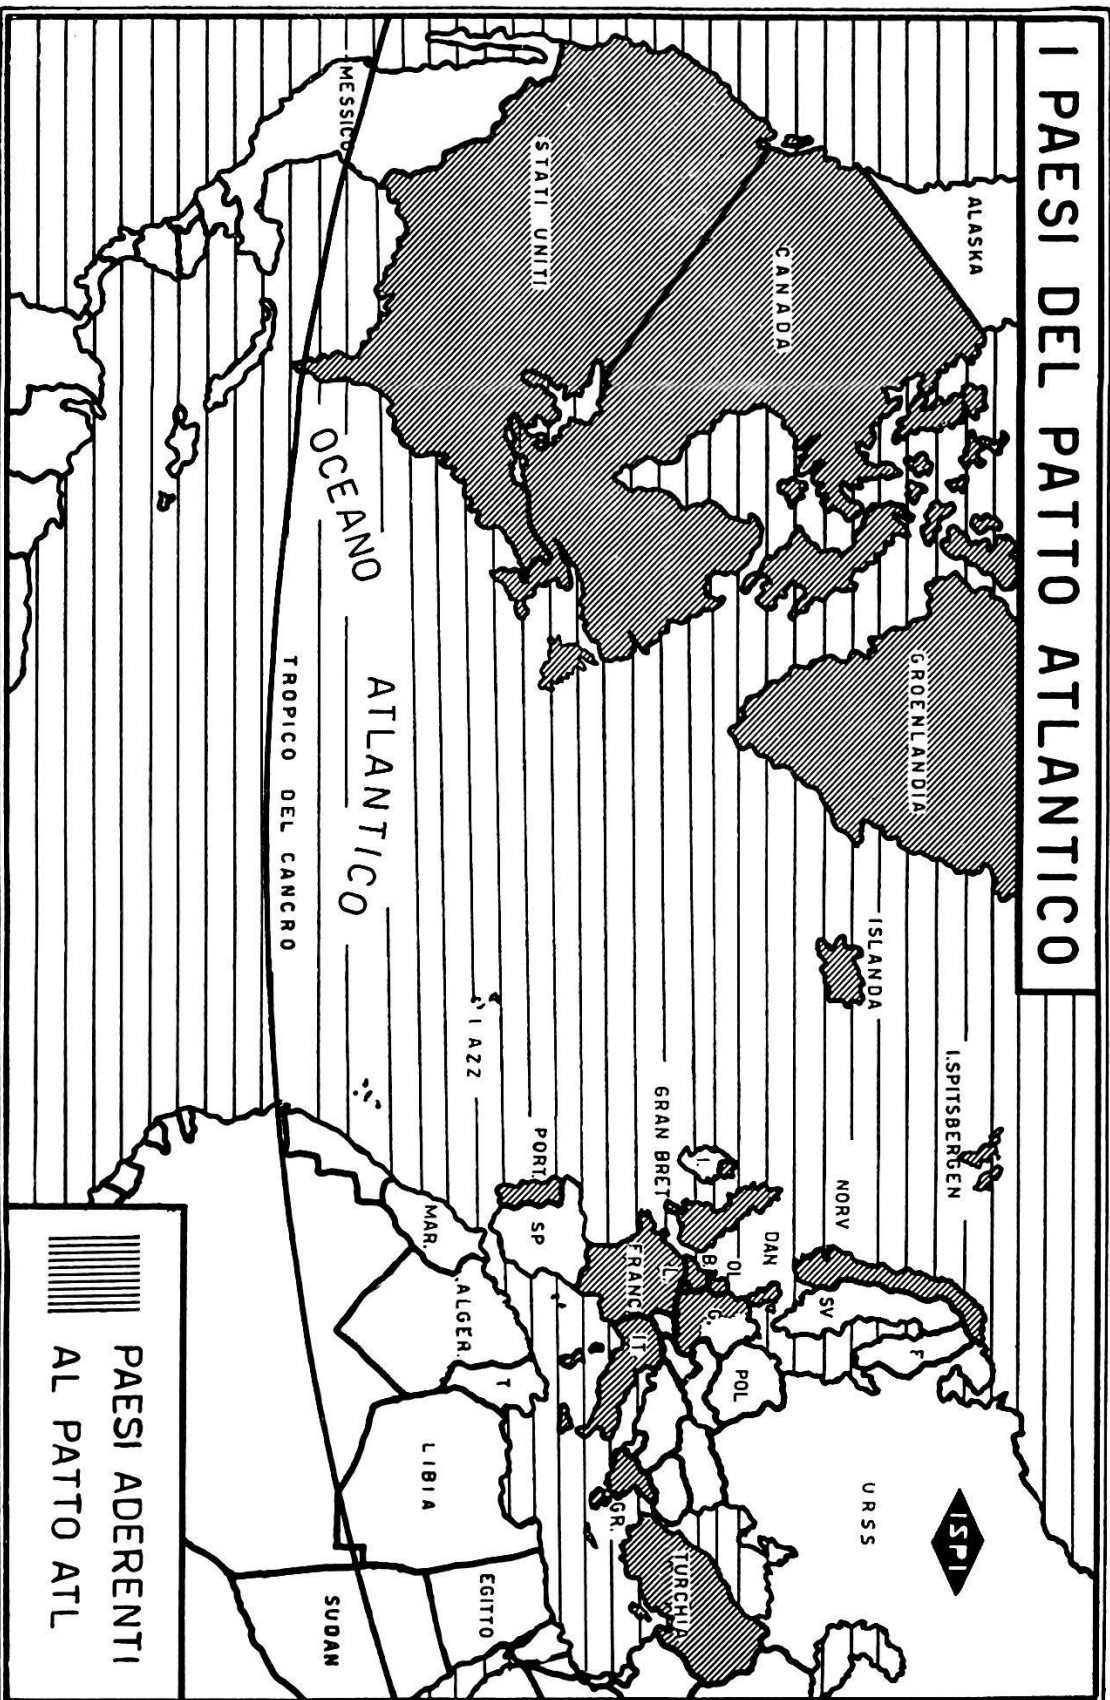 I PAESI DEL PATTO ATLANTICO
ALASKA
CANADA
STATI UNITI
MESSICO
GROENLANDIA
ISLANDA
I.SPITSBERGEN
OCEANO
ATLANTICO
TROPICO DEL CANCRO
I AZZ
NORV
SV
F
DAN
GRAN BRET
I.
OL
B.
L.
G.
POL
URSS
ISPI
PORT.
SP
FRANC
IT
GR.
TURCHIA
MAR.
ALGER.
T
LIBIA
EGITTO
SUDAN
PAESI ADERENTI
AL PATTO ATL